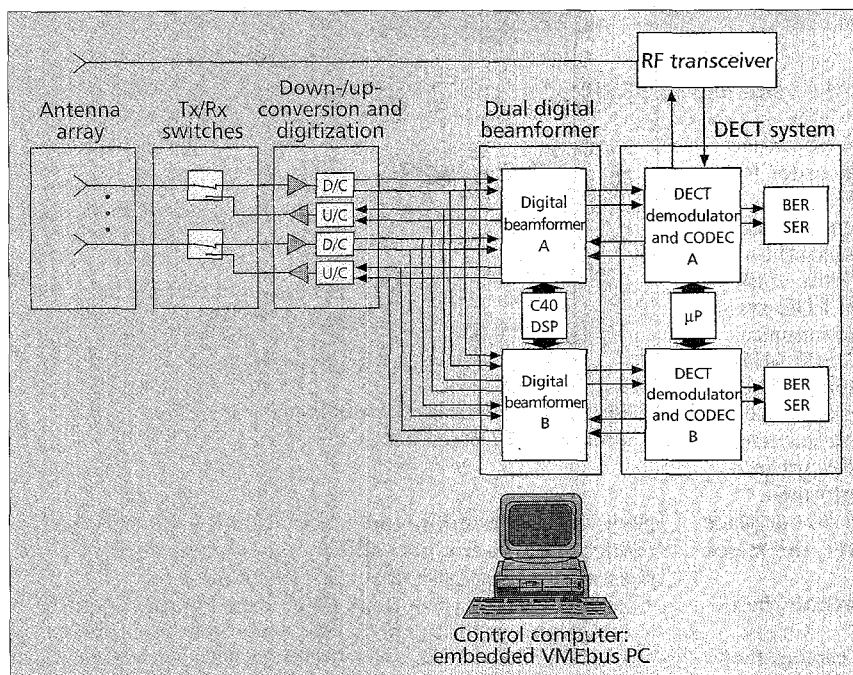 RF transceiver
Antenna
array
Tx/Rx
switches
Down-/up-
conversion and
digitization
Dual digital
beamformer
DECT system
D/C
U/C
D/C
U/C
Digital
beamformer
A
DECT
demodulator
and CODEC
A
BER
SER
C40
DSP
μP
Digital
beamformer
B
DECT
demodulator
and CODEC
B
BER
SER
Control computer:
embedded VMEbus PC